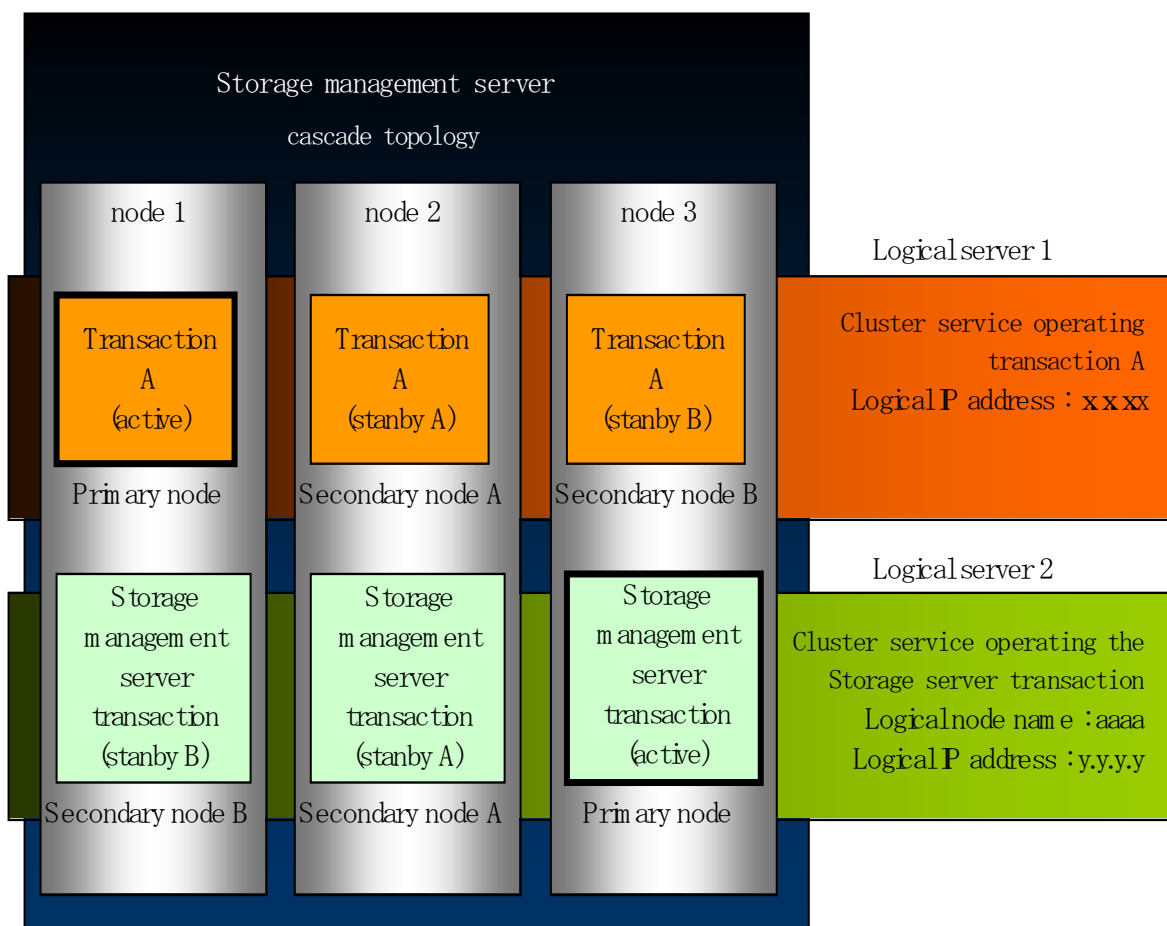 Storage management server
cascade topology
node 1
node 2
node 3
Logical server 1
Transaction
A
(active)
Transaction
A
(stanby A)
Transaction
A
(stanby B)
Cluster service operating
transaction A
Logical IP address : x.x.x.x
Primary node
Secondary node A
Secondary node B
Logical server 2
Storage
management
server
transaction
(stanby B)
Storage
management
server
transaction
(stanby A)
Storage
management
server
transaction
(active)
Cluster service operating the
Storage server transaction
Logical node name : aaaa
Logical IP address : y.y.y.y
Secondary node B
Secondary node A
Primary node